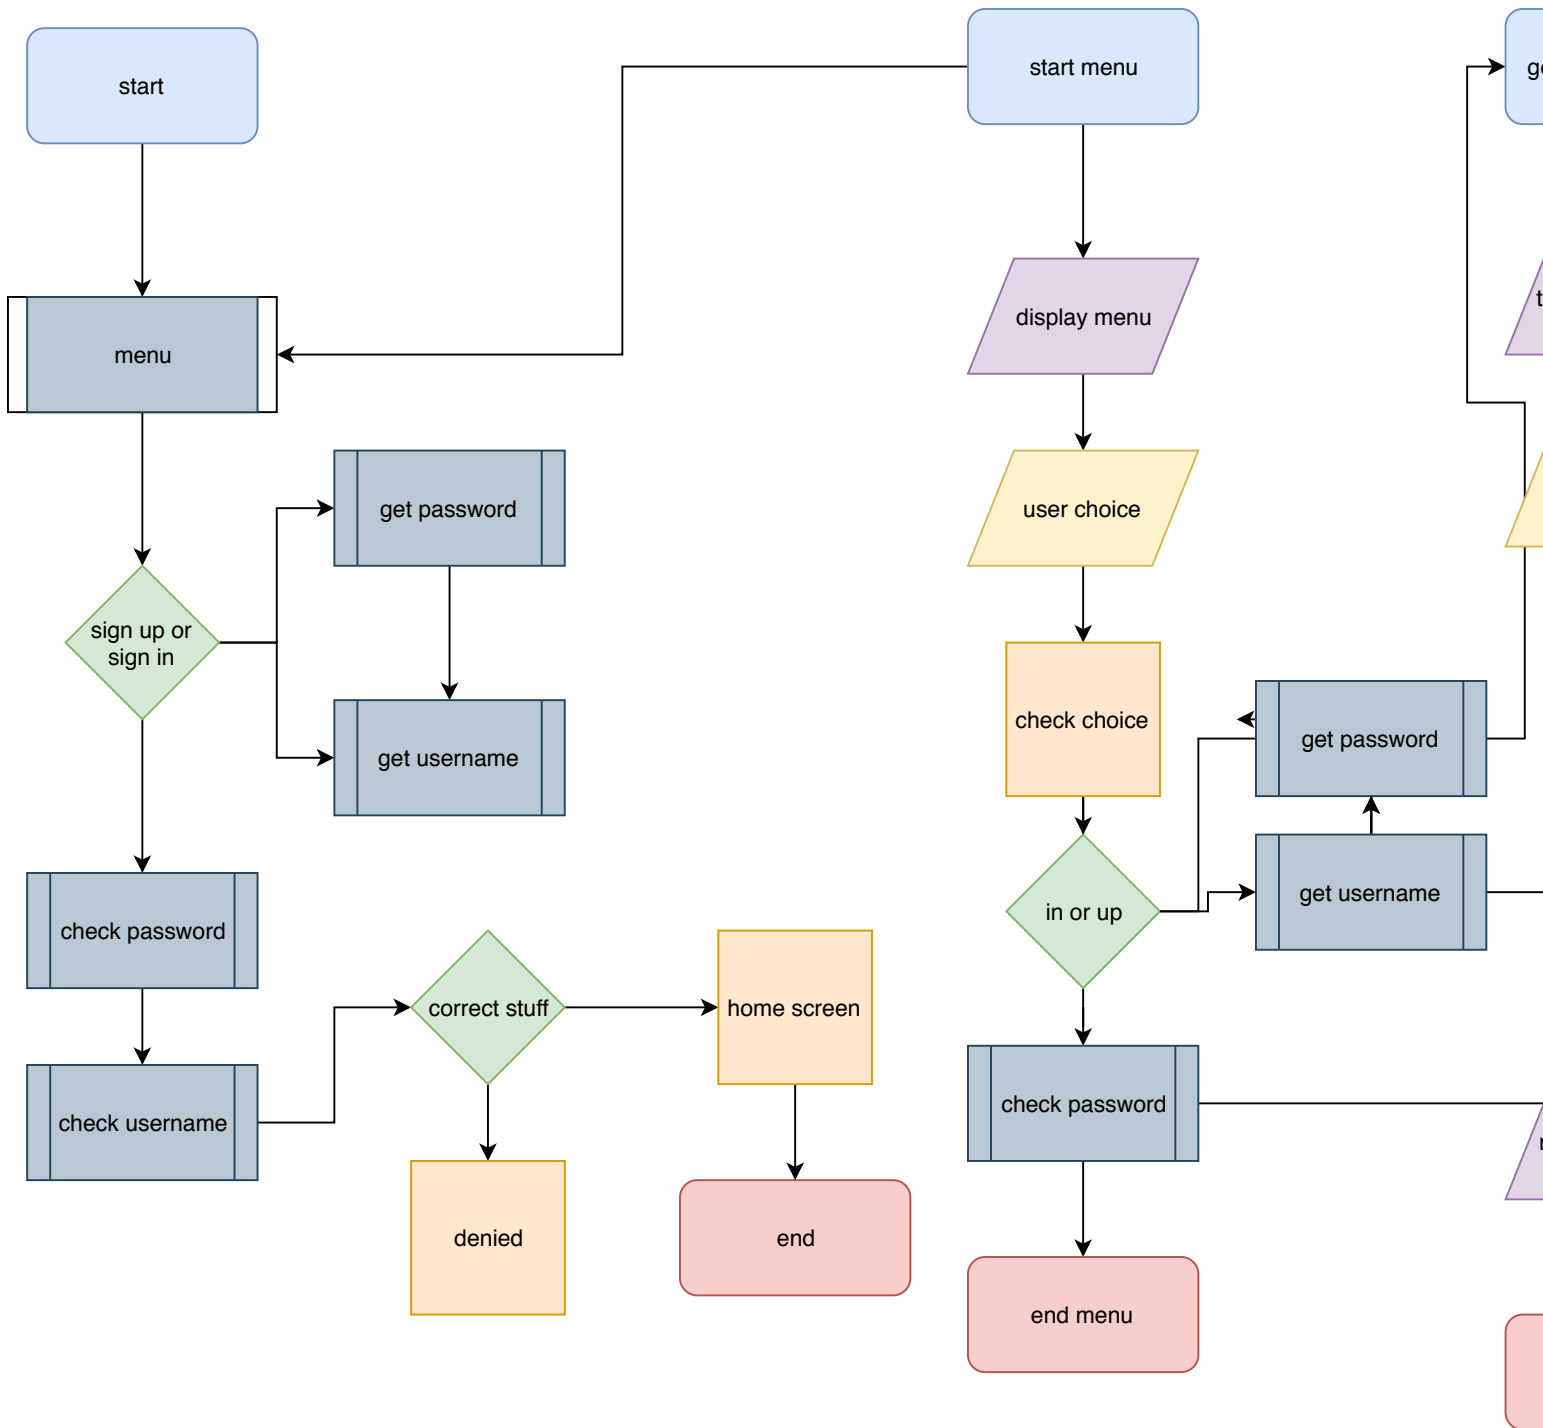 start
menu
sign up or
sign in
get password
get username
check password
check username
correct stuff
home screen
denied
end
start menu
display menu
user choice
check choice
in or up
get password
get username
check password
end menu